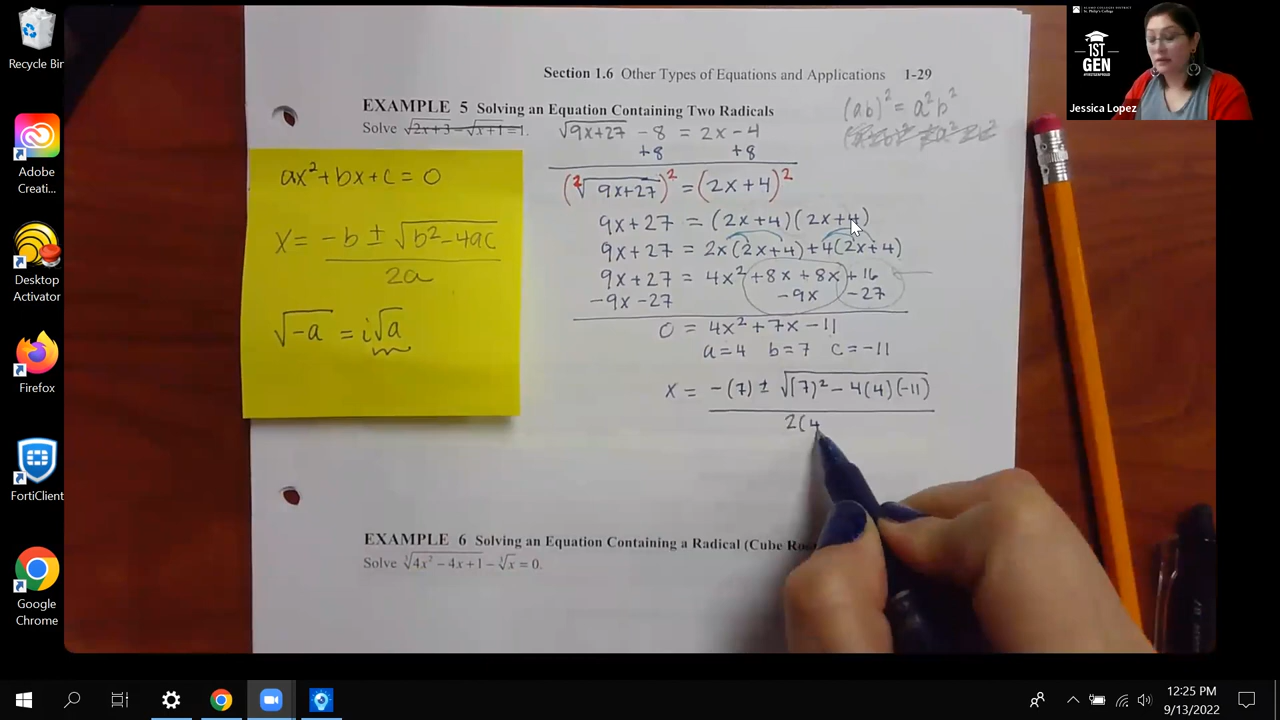 Recycle Bin
Adobe
Creati...
Desktop
Activator
Firefox
FortiClient
Google
Chrome
Section 1.6 Other Types of Equations and Applications 1-29
EXAMPLE 5 Solving an Equation Containing Two Radicals
Solve √2x+3 − √x+1 = 1.
(ab)² = a²b²
√9x+27 − 8 = 2x − 4
+8 +8
(²√9x+27)² = (2x+4)²
9x+27 = (2x+4)(2x+4)
9x+27 = 2x(2x+4)+4(2x+4)
9x+27 = 4x² +8x +8x +16
−9x −27 −9x −27
0 = 4x² + 7x − 11
a=4 b=7 c=−11
x = −(7) ± √(7)² − 4(4)(−11)
2(4
ax² + bx + c = 0
x = −b ± √b² − 4ac
2a
√−a = i√a
EXAMPLE 6 Solving an Equation Containing a Radical (Cube Roo
Solve ∛4x² − 4x + 1 − ∛x = 0.
1ST
GEN
Jessica Lopez
12:25 PM
9/13/2022